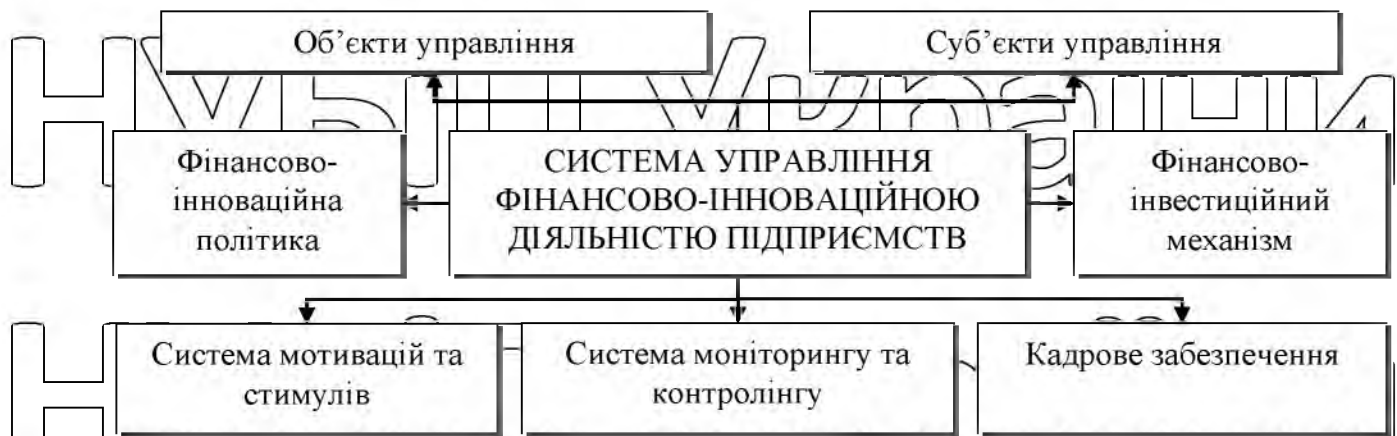 Об’єкти управління
Суб’єкти управління
Фінансово-
інноваційна
політика
СИСТЕМА УПРАВЛІННЯ
ФІНАНСОВО-ІННОВАЦІЙНОЮ
ДІЯЛЬНІСТЮ ПІДПРИЄМСТВ
Фінансово-
інвестиційний
механізм
Система мотивацій та
стимулів
Система моніторингу та
контролінгу
Кадрове забезпечення